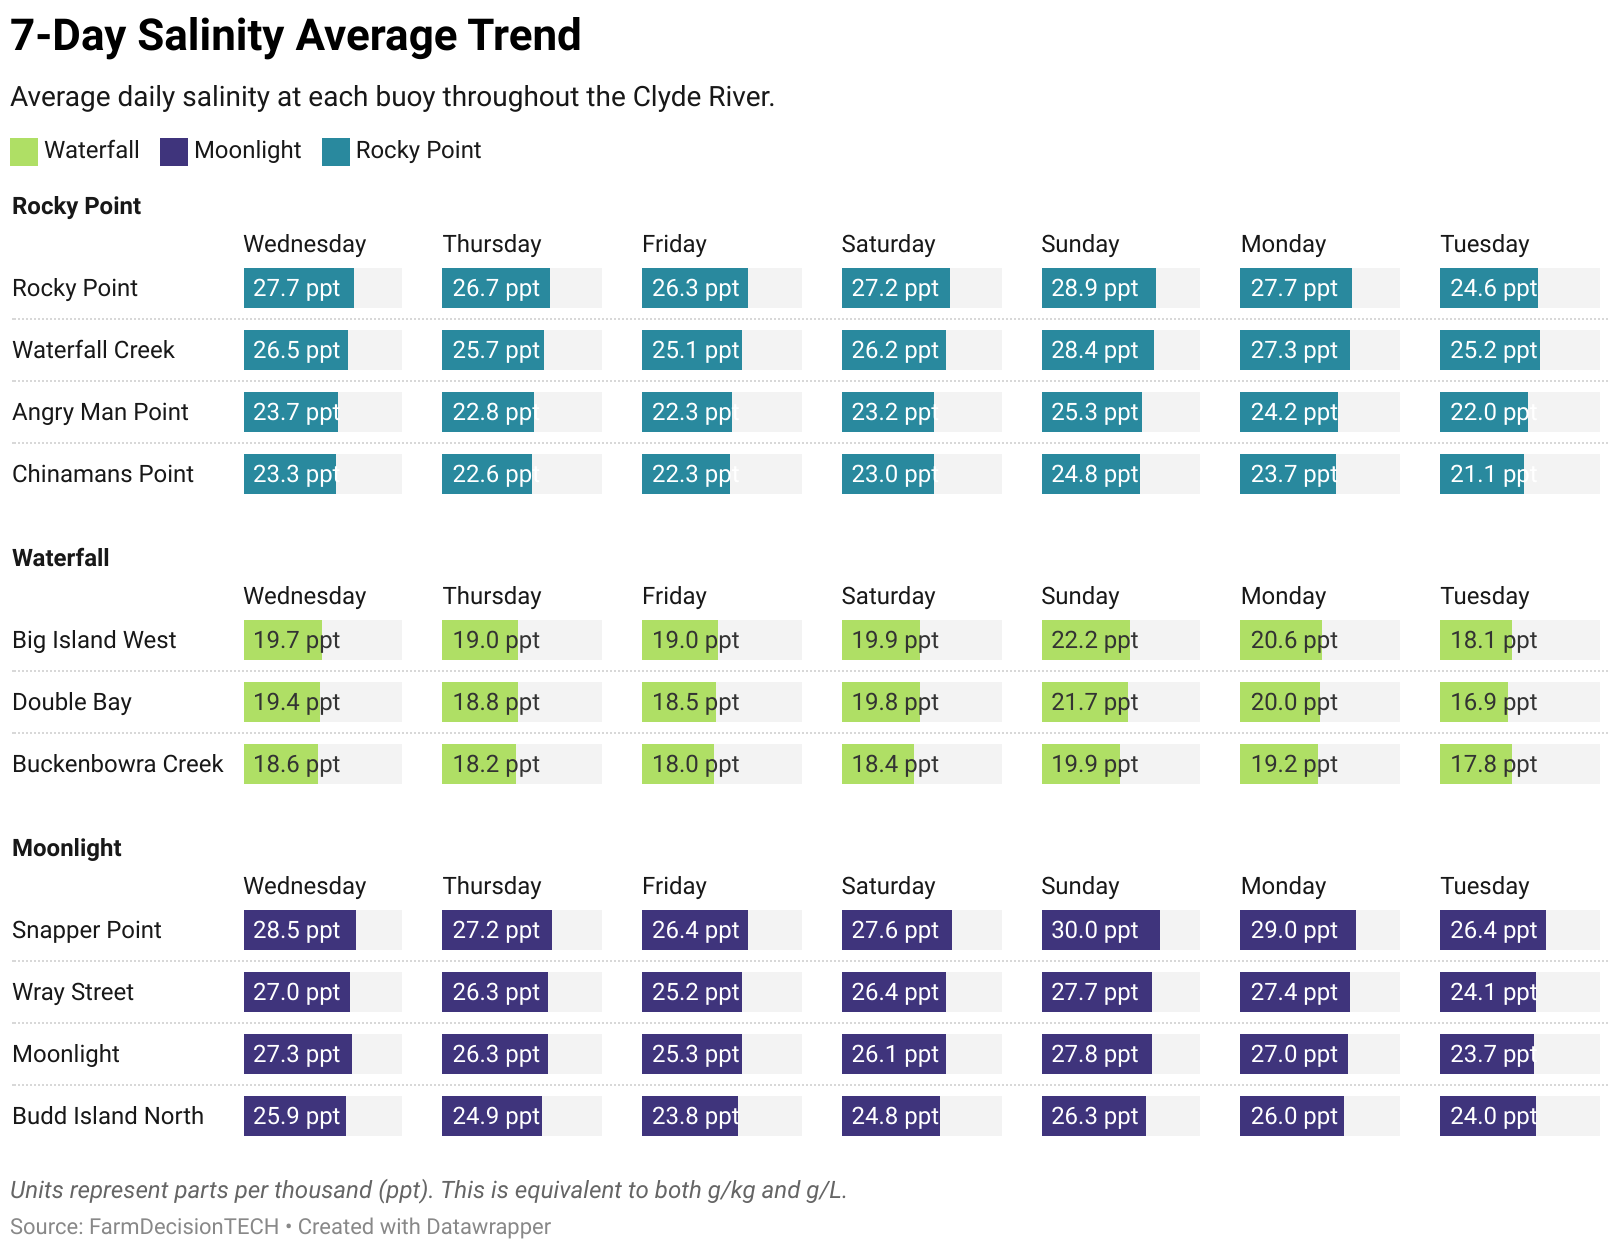 7-Day Salinity Average Trend
Average daily salinity at each buoy throughout the Clyde River.
Waterfall Moonlight Rocky Point
Rocky Point
Wednesday Thursday Friday Saturday Sunday Monday Tuesday
Rocky Point 27.7 ppt 26.7 ppt 26.3 ppt 27.2 ppt 28.9 ppt 27.7 ppt 24.6 ppt
Waterfall Creek 26.5 ppt 25.7 ppt 25.1 ppt 26.2 ppt 28.4 ppt 27.3 ppt 25.2 ppt
Angry Man Point 23.7 ppt 22.8 ppt 22.3 ppt 23.2 ppt 25.3 ppt 24.2 ppt 22.0 ppt
Chinamans Point 23.3 ppt 22.6 ppt 22.3 ppt 23.0 ppt 24.8 ppt 23.7 ppt 21.1 ppt
Waterfall
Wednesday Thursday Friday Saturday Sunday Monday Tuesday
Big Island West 19.7 ppt 19.0 ppt 19.0 ppt 19.9 ppt 22.2 ppt 20.6 ppt 18.1 ppt
Double Bay 19.4 ppt 18.8 ppt 18.5 ppt 19.8 ppt 21.7 ppt 20.0 ppt 16.9 ppt
Buckenbowra Creek 18.6 ppt 18.2 ppt 18.0 ppt 18.4 ppt 19.9 ppt 19.2 ppt 17.8 ppt
Moonlight
Wednesday Thursday Friday Saturday Sunday Monday Tuesday
Snapper Point 28.5 ppt 27.2 ppt 26.4 ppt 27.6 ppt 30.0 ppt 29.0 ppt 26.4 ppt
Wray Street 27.0 ppt 26.3 ppt 25.2 ppt 26.4 ppt 27.7 ppt 27.4 ppt 24.1 ppt
Moonlight 27.3 ppt 26.3 ppt 25.3 ppt 26.1 ppt 27.8 ppt 27.0 ppt 23.7 ppt
Budd Island North 25.9 ppt 24.9 ppt 23.8 ppt 24.8 ppt 26.3 ppt 26.0 ppt 24.0 ppt
Units represent parts per thousand (ppt). This is equivalent to both g/kg and g/L.
Source: FarmDecisionTECH • Created with Datawrapper